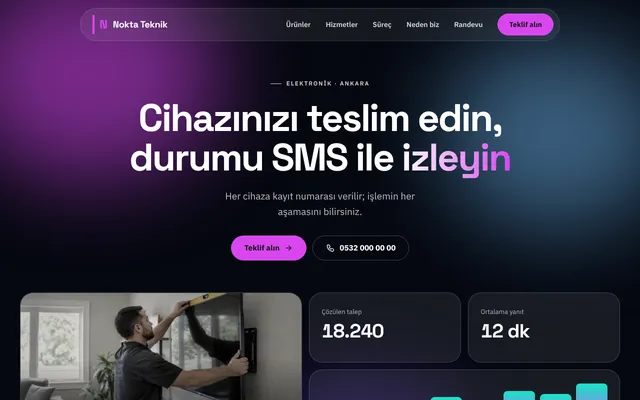 N Nokta Teknik
Ürünler Hizmetler Süreç Neden biz Randevu Teklif alın
ELEKTRONİK · ANKARA
Cihazınızı teslim edin,
durumu SMS ile izleyin
Her cihaza kayıt numarası verilir; işlemin her
aşamasını bilirsiniz.
Teklif alın → 0532 000 00 00
Çözülen talep
18.240
Ortalama yanıt
12 dk